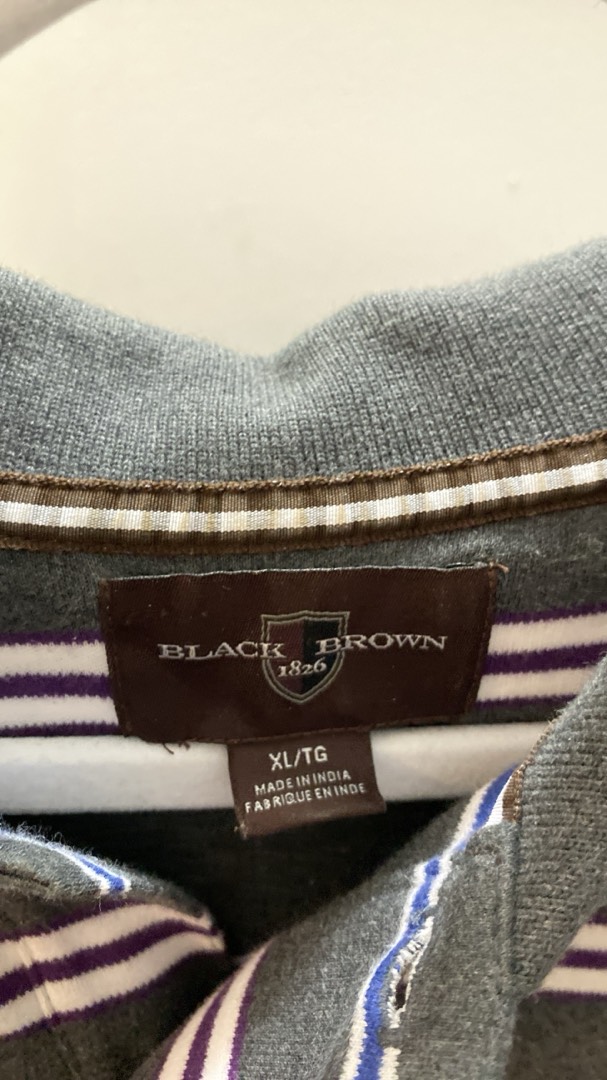 BLACK BROWN
1826
XL/TG
MADE IN INDIA
FABRIQUE EN INDE